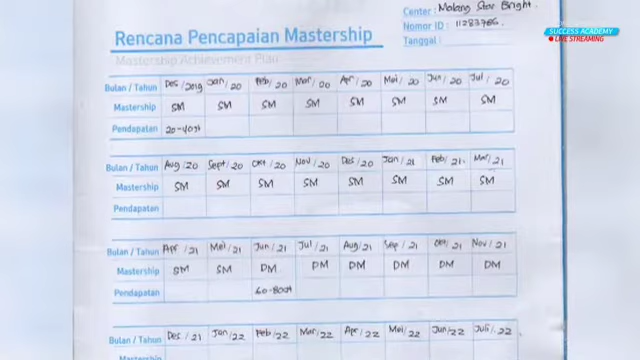 Center : Malang Star Bright
Nomor ID : 11283786.
Tanggal :
SUCCESS ACADEMY
LIVE STREAMING
Rencana Pencapaian Mastership
Mastership Achievement Plan
Bulan / Tahun Des /2019 Jan/ 20 Feb/ 20 Mar/ 20 Apr / 20 Mei / 20 Jun / 20 Jul / 20
Mastership SM SM SM SM SM SM SM SM
Pendapatan 20-40jt
Bulan / Tahun Aug/20 Sept/20 Okt /20 Nov/20 Des /20 Jan/ 21 Feb/ 21. Mar/ 21
Mastership SM SM SM SM SM SM SM SM
Pendapatan
Bulan / Tahun Apr /21 Mei/21 Jun / 21 Jul / 21 Aug/21 Sep / 21 Okt / 21 Nov / 21
Mastership SM SM DM DM DM DM DM DM
Pendapatan 60-80jt
Bulan / Tahun Des / 21 Jan/ 22 Feb/ 22 Mar/ 22 Apr / 22 Mei/ 22 Jun / 22 Juli / 22
Mastership